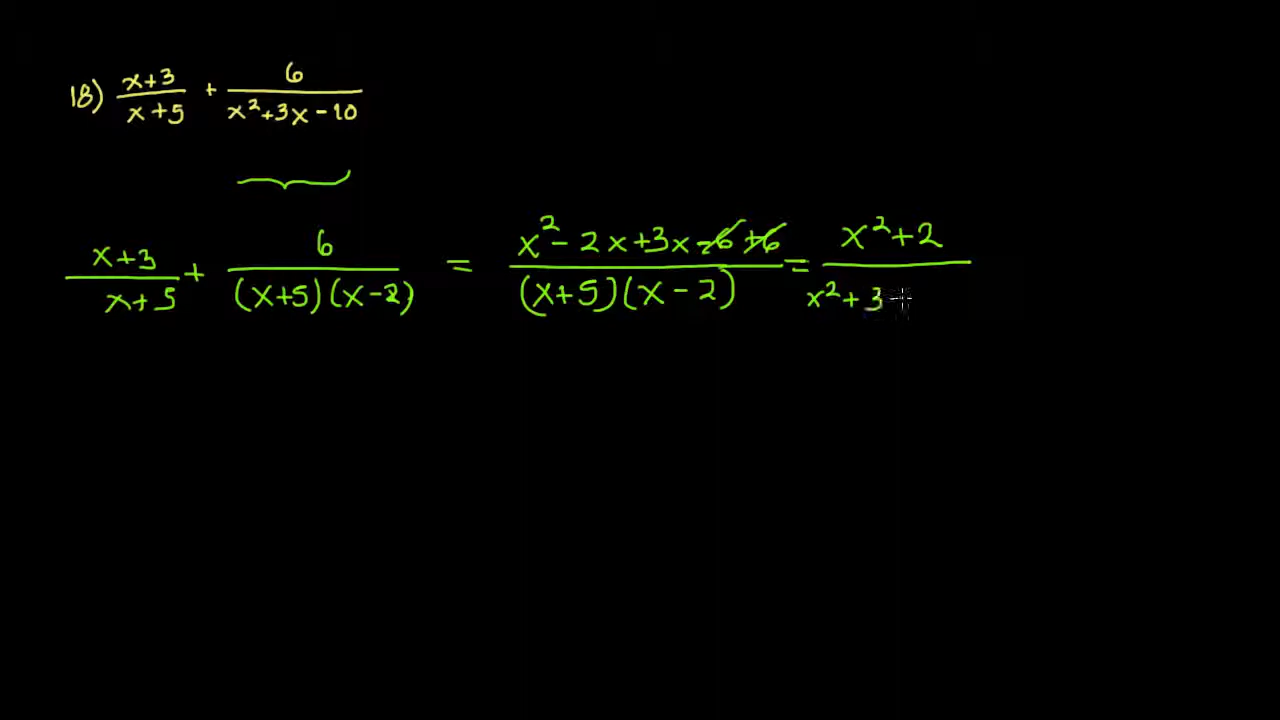 18) (x+3)/(x+5) + 6/(x²+3x-10)
(x+3)/(x+5) + 6/((x+5)(x-2)) = (x²-2x+3x-6+6)/((x+5)(x-2)) = (x²+2)/(x²+3